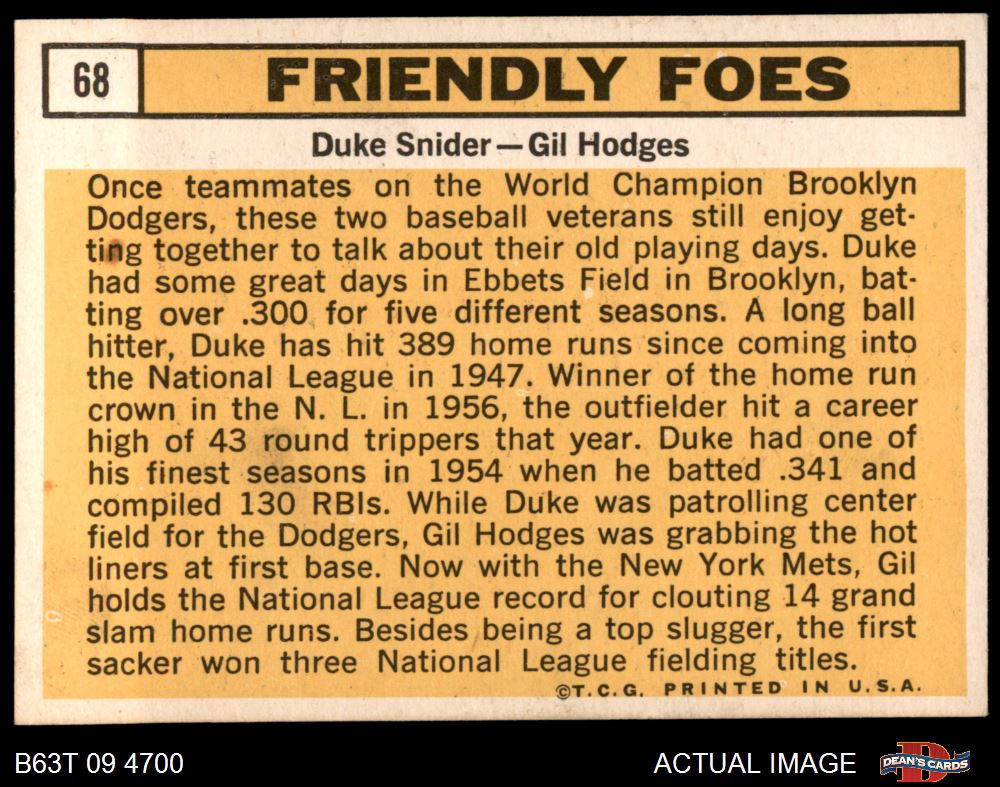 68
FRIENDLY FOES
Duke Snider—Gil Hodges
Once teammates on the World Champion Brooklyn
Dodgers, these two baseball veterans still enjoy get-
ting together to talk about their old playing days. Duke
had some great days in Ebbets Field in Brooklyn, bat-
ting over .300 for five different seasons. A long ball
hitter, Duke has hit 389 home runs since coming into
the National League in 1947. Winner of the home run
crown in the N. L. in 1956, the outfielder hit a career
high of 43 round trippers that year. Duke had one of
his finest seasons in 1954 when he batted .341 and
compiled 130 RBIs. While Duke was patrolling center
field for the Dodgers, Gil Hodges was grabbing the hot
liners at first base. Now with the New York Mets, Gil
holds the National League record for clouting 14 grand
slam home runs. Besides being a top slugger, the first
sacker won three National League fielding titles.
©T.C.G. PRINTED IN U.S.A.
B63T 09 4700
ACTUAL IMAGE
D
DEAN'S CARDS